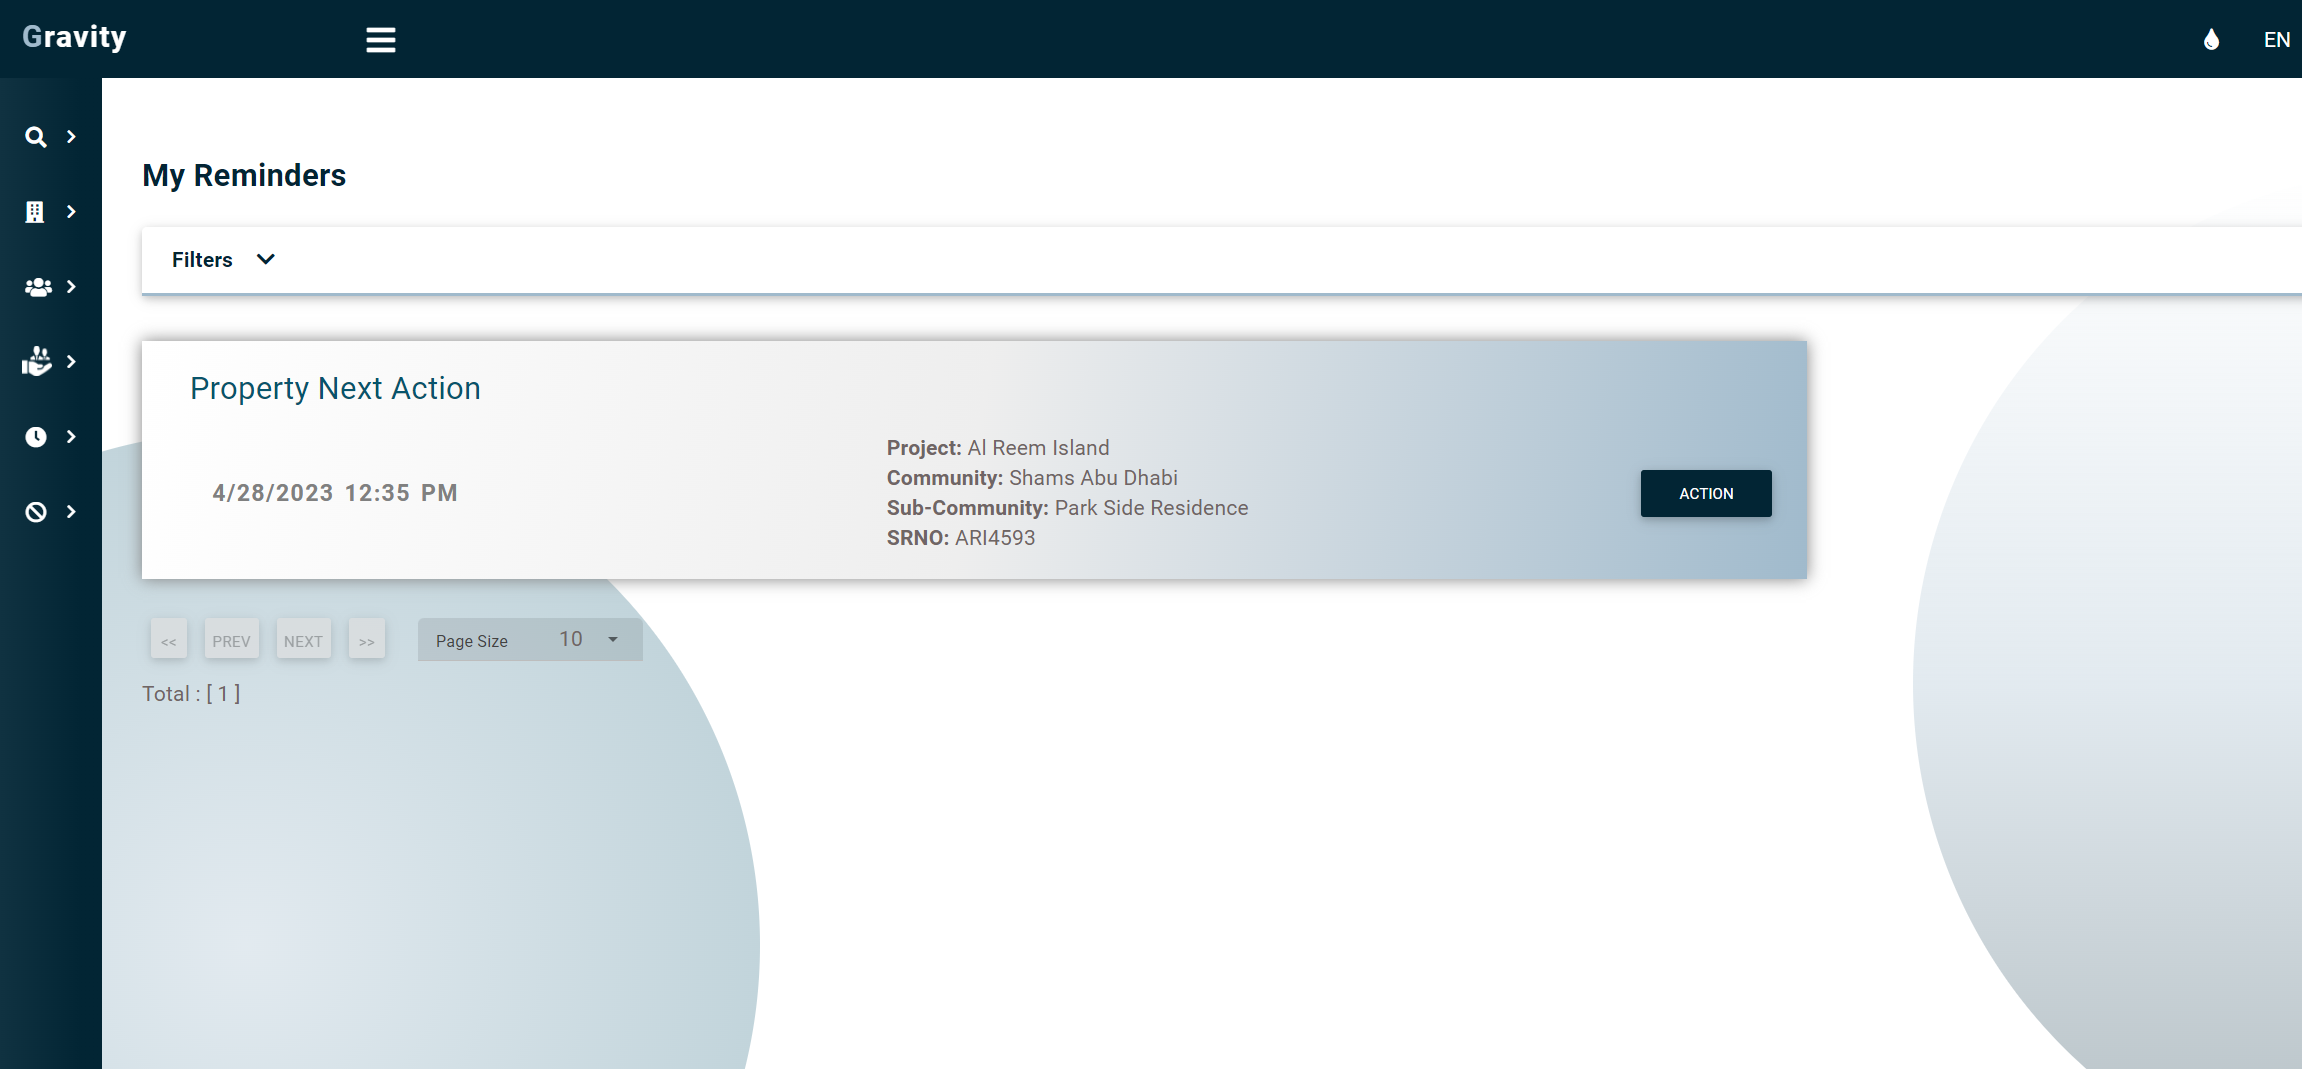 Gravity
EN
My Reminders
Filters
Property Next Action
4/28/2023 12:35 PM
Project: Al Reem Island
Community: Shams Abu Dhabi
Sub-Community: Park Side Residence
SRNO: ARI4593
ACTION
<< PREV NEXT >> Page Size 10
Total : [ 1 ]